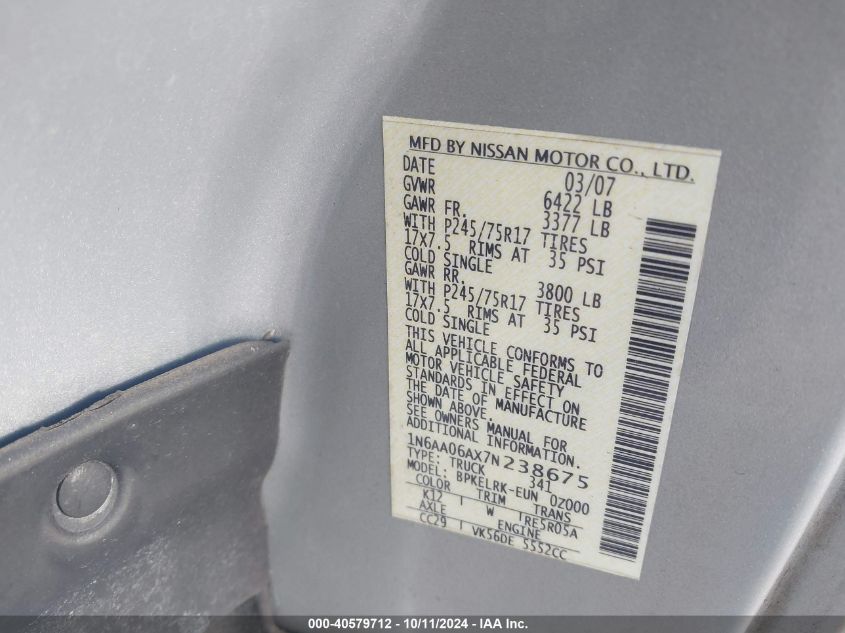 MFD BY NISSAN MOTOR CO., LTD.
DATE 03/07
GVWR 6422 LB
GAWR FR. 3377 LB
WITH P245/75R17 TIRES
17X7.5 RIMS AT 35 PSI
COLD SINGLE
GAWR RR. 3800 LB
WITH P245/75R17 TIRES
17X7.5 RIMS AT 35 PSI
COLD SINGLE
THIS VEHICLE CONFORMS TO
ALL APPLICABLE FEDERAL
MOTOR VEHICLE SAFETY
STANDARDS IN EFFECT ON
THE DATE OF MANUFACTURE
SHOWN ABOVE.
SEE OWNERS MANUAL FOR
ADDITIONAL INFORMATION.
1N6AA06AX7N238675
TYPE: TRUCK 341
MODEL: BPKELRK-EUN 0Z000
COLOR TRIM TRANS
K12 W TRE5R05A
AXLE ENGINE
CC29 VK56DE 5552CC
000-40579712 - 10/11/2024 - IAA Inc.